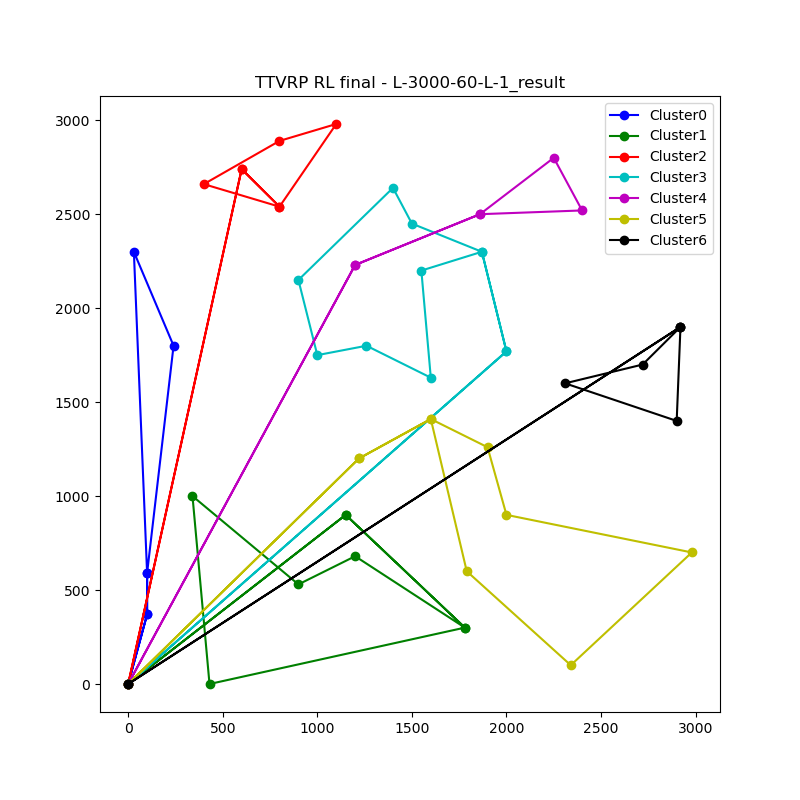 TTVRP RL final - L-3000-60-L-1_result
Cluster0
Cluster1
Cluster2
Cluster3
Cluster4
Cluster5
Cluster6
3000
2500
2000
1500
1000
500
0
0 500 1000 1500 2000 2500 3000